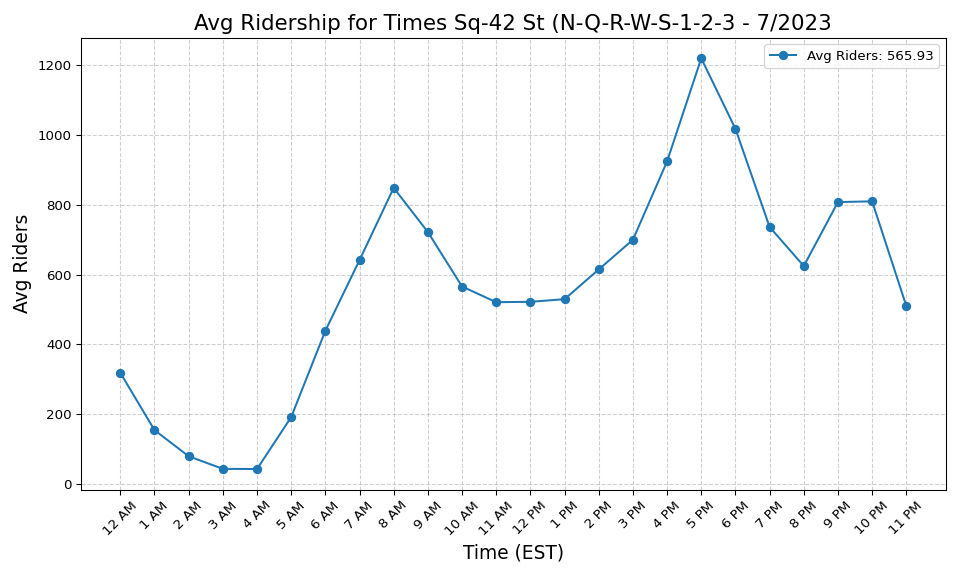 Avg Ridership for Times Sq-42 St (N-Q-R-W-S-1-2-3 - 7/2023
Avg Riders: 565.93
Avg Riders
1200
1000
800
600
400
200
0
12 AM
1 AM
2 AM
3 AM
4 AM
5 AM
6 AM
7 AM
8 AM
9 AM
10 AM
11 AM
12 PM
1 PM
2 PM
3 PM
4 PM
5 PM
6 PM
7 PM
8 PM
9 PM
10 PM
11 PM
Time (EST)